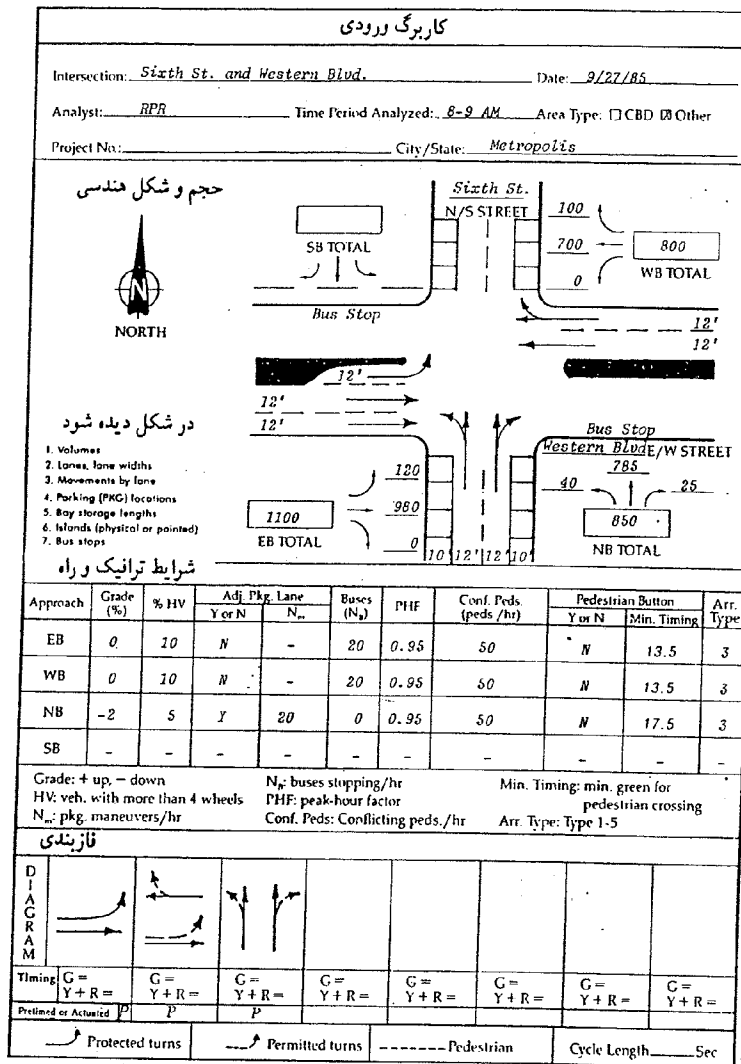 کاربرگ ورودی
Intersection: Sixth St. and Western Blvd. Date: 9/27/85
Analyst: RPR Time Period Analyzed: 8-9 AM Area Type: ☐ CBD ☒ Other
Project No.: City/State: Metropolis
حجم و شکل هندسی
N
NORTH
SB TOTAL
Sixth St.
N/S STREET
100
700
0
800
WB TOTAL
Bus Stop
12'
12'
12'
12'
12'
در شکل دیده شود
1. Volumes
2. Lanes, lane widths
3. Movements by lane
4. Parking (PKG) locations
5. Bay storage lengths
6. Islands (physical or painted)
7. Bus stops
120
980
0
1100
EB TOTAL
10' 12' 12' 10'
Bus Stop
Western Blvd E/W STREET
785
40
25
850
NB TOTAL
شرایط ترافیک و راه
Approach Grade (%) % HV Adj. Pkg. Lane Buses (N_B) PHF Conf. Peds. (peds./hr) Pedestrian Button Arr. Type
Y or N N_m Y or N Min. Timing
EB 0 10 N - 20 0.95 50 N 13.5 3
WB 0 10 N - 20 0.95 50 N 13.5 3
NB -2 5 Y 20 0 0.95 50 N 17.5 3
SB - - - - - - - - - -
Grade: + up, - down N_B: buses stopping/hr Min. Timing: min. green for
HV: veh. with more than 4 wheels PHF: peak-hour factor pedestrian crossing
N_m: pkg. maneuvers/hr Conf. Peds: Conflicting peds./hr Arr. Type: Type 1-5
فازبندی
DIAGRAM
Timing G = G = G = G = G = G = G = G =
Y + R = Y + R = Y + R = Y + R = Y + R = Y + R = Y + R = Y + R =
Pretimed or Actuated P P P
Protected turns Permitted turns Pedestrian Cycle Length Sec